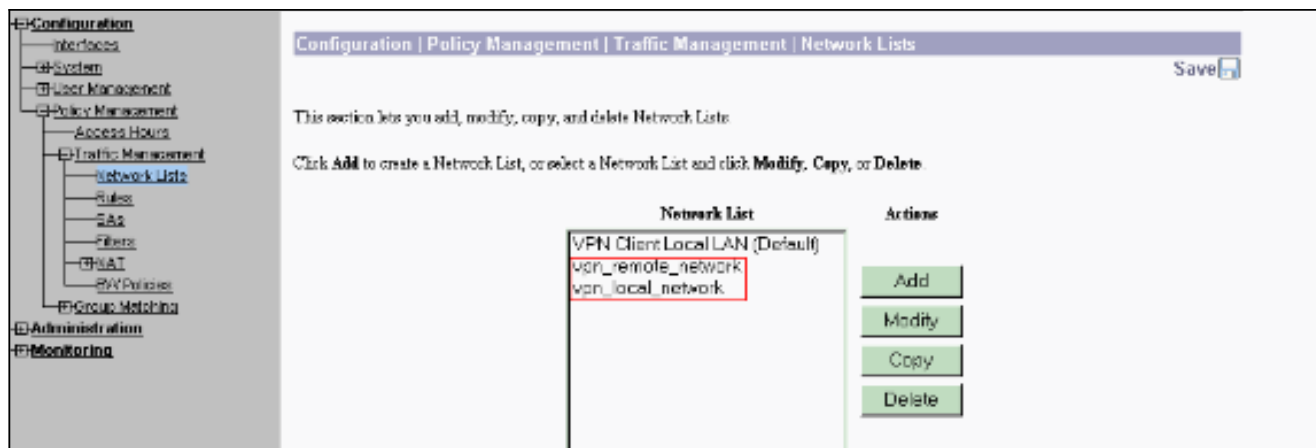 Configuration
Interfaces
System
User Management
Policy Management
Access Hours
Traffic Management
Network Lists
Rules
SAs
Filters
NAT
BW Policies
Group Matching
Administration
Monitoring
Configuration | Policy Management | Traffic Management | Network Lists
Save
This section lets you add, modify, copy, and delete Network Lists.
Click Add to create a Network List, or select a Network List and click Modify, Copy, or Delete.
Network List
Actions
VPN Client Local LAN (Default)
vpn_remote_network
vpn_local_network
Add
Modify
Copy
Delete